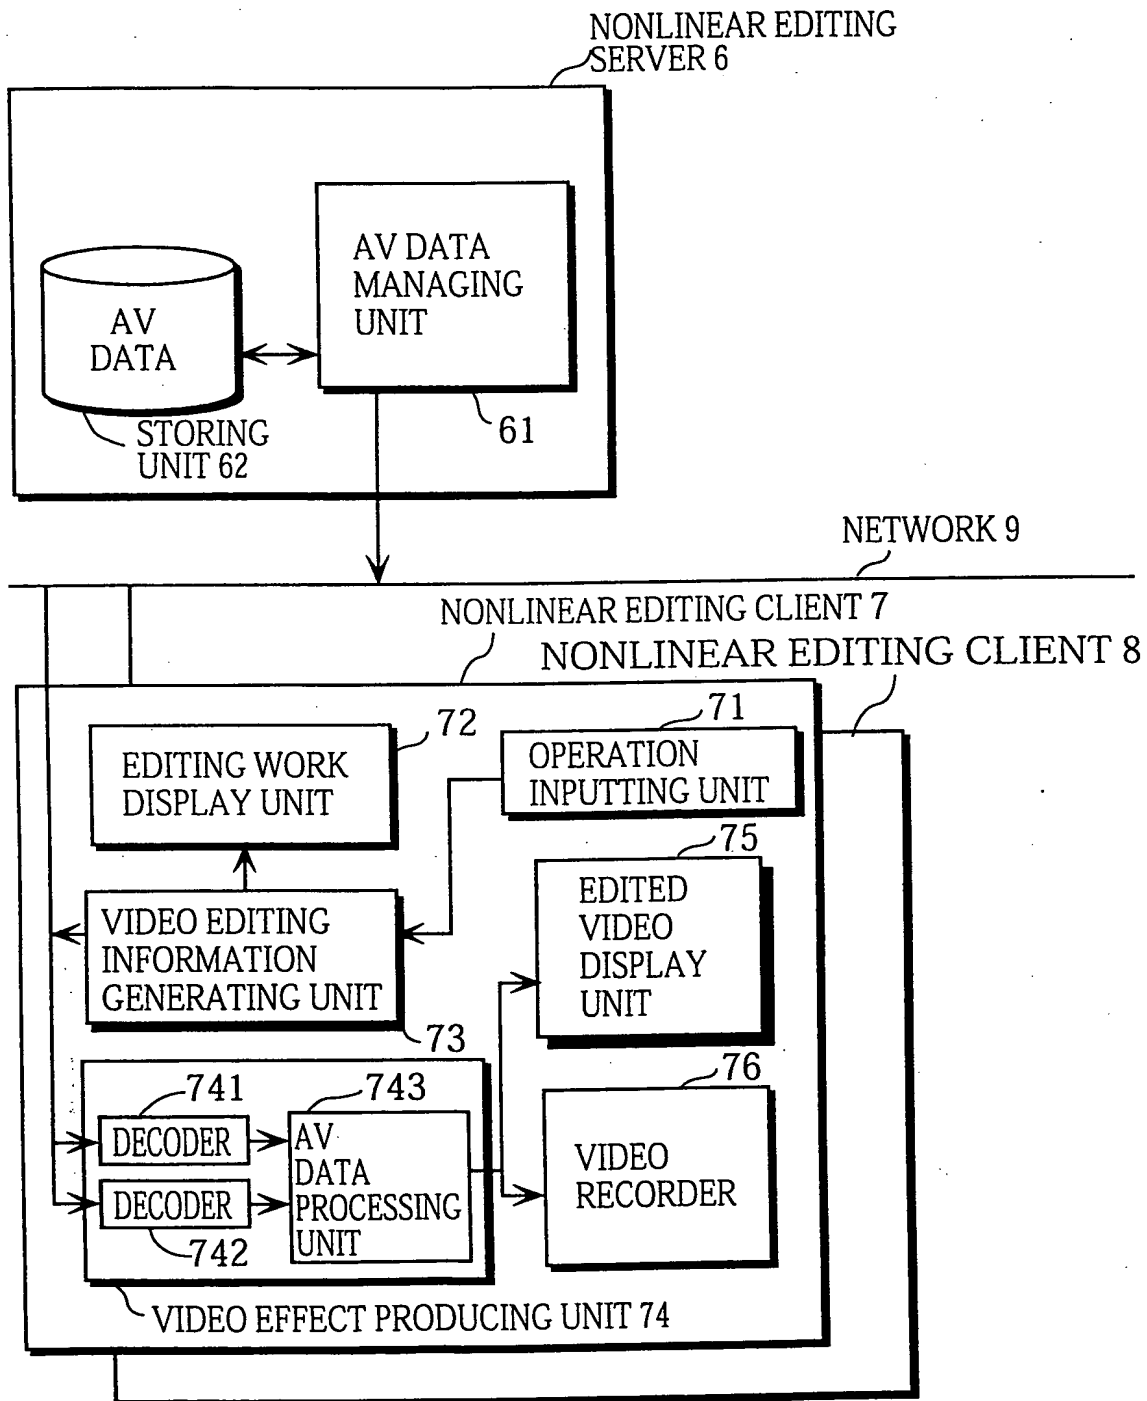 NONLINEAR EDITING
SERVER 6
AV DATA
MANAGING
UNIT
AV
DATA
61
STORING
UNIT 62
NETWORK 9
NONLINEAR EDITING CLIENT 7
NONLINEAR EDITING CLIENT 8
72
71
EDITING WORK
DISPLAY UNIT
OPERATION
INPUTTING UNIT
75
VIDEO EDITING
INFORMATION
GENERATING UNIT
EDITED
VIDEO
DISPLAY
UNIT
73
76
741
743
DECODER
AV
DATA
PROCESSING
UNIT
DECODER
742
VIDEO
RECORDER
VIDEO EFFECT PRODUCING UNIT 74